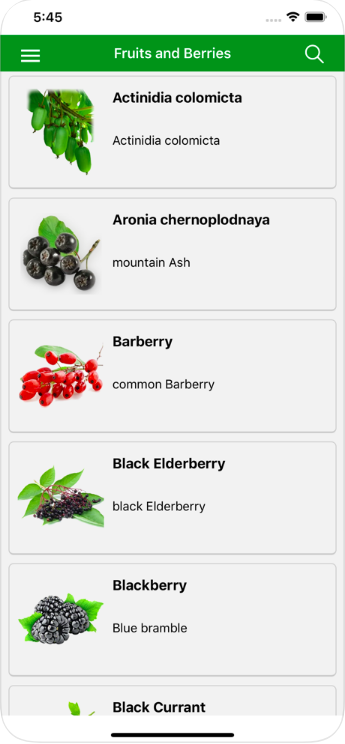 5:45
Fruits and Berries
Actinidia colomicta
Actinidia colomicta
Aronia chernoplodnaya
mountain Ash
Barberry
common Barberry
Black Elderberry
black Elderberry
Blackberry
Blue bramble
Black Currant